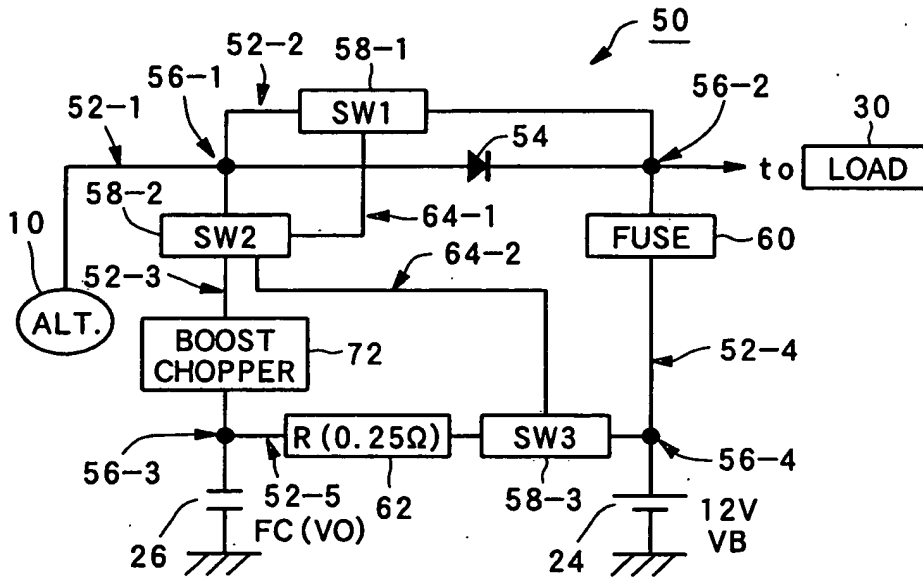 50
52-2
58-1
56-1
56-2
52-1
SW1
54
30
to
LOAD
58-2
10
SW2
64-1
FUSE
60
64-2
52-3
ALT.
BOOST
CHOPPER
72
52-4
R(0.25Ω)
SW3
56-3
56-4
52-5
62
58-3
12V
26
FC(VO)
24
VB